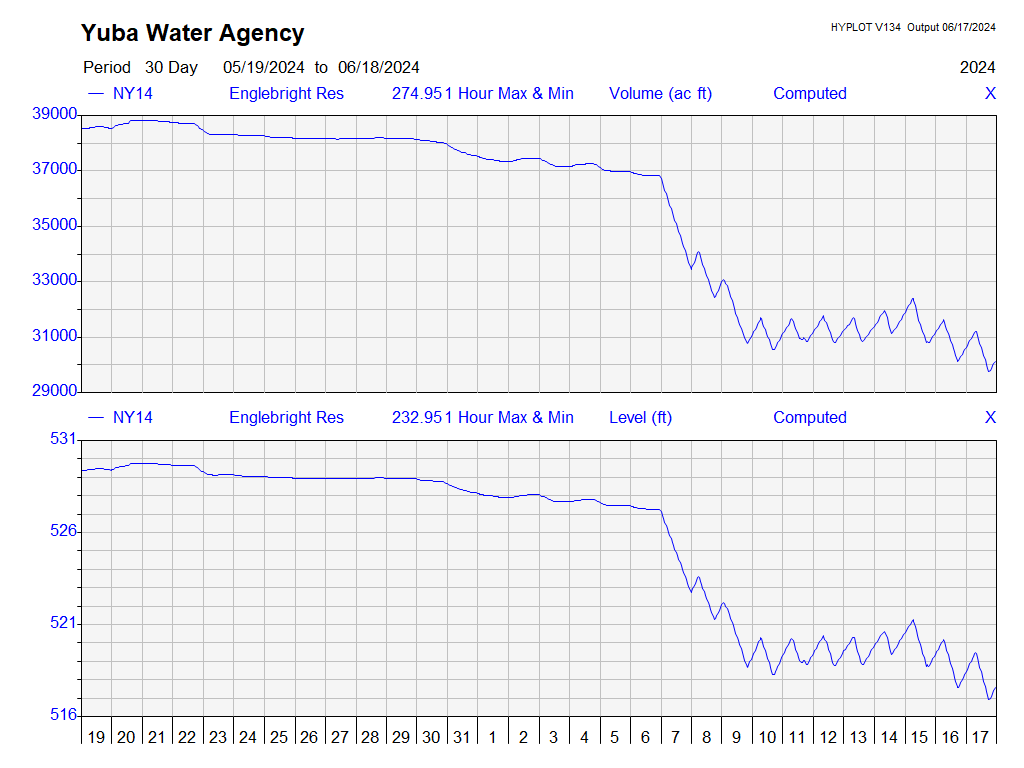 Yuba Water Agency
HYPLOT V134 Output 06/17/2024
Period 30 Day 05/19/2024 to 06/18/2024 2024
NY14 Englebright Res 274.951 Hour Max & Min Volume (ac ft) Computed X
39000
37000
35000
33000
31000
29000
NY14 Englebright Res 232.951 Hour Max & Min Level (ft) Computed X
531
526
521
516
19 20 21 22 23 24 25 26 27 28 29 30 31 1 2 3 4 5 6 7 8 9 10 11 12 13 14 15 16 17